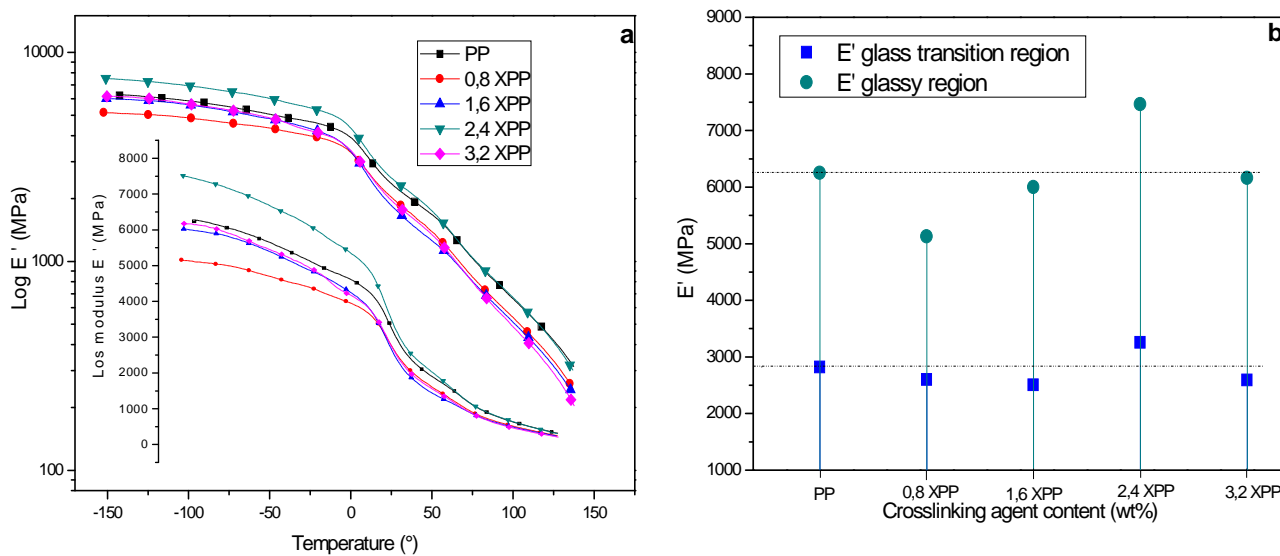 a
PP
0,8 XPP
1,6 XPP
2,4 XPP
3,2 XPP
Log E ' (MPa)
10000
1000
100
Los modulus E ' (MPa)
8000
7000
6000
5000
4000
3000
2000
1000
0
-150
-100
-50
0
50
100
150
Temperature (°)
b
E' glass transition region
E' glassy region
E' (MPa)
9000
8000
7000
6000
5000
4000
3000
2000
1000
PP
0,8 XPP
1,6 XPP
2,4 XPP
3,2 XPP
Crosslinking agent content (wt%)